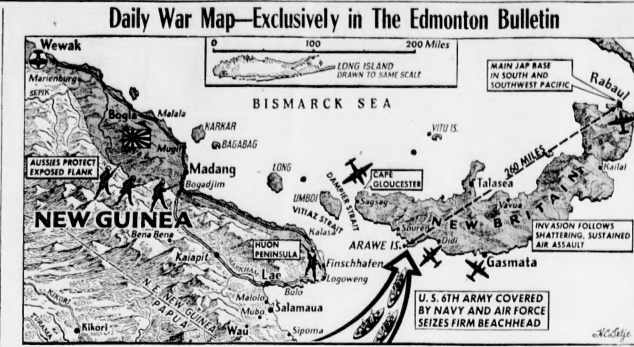 Daily War Map—Exclusively in The Edmonton Bulletin
0 100 200 Miles
LONG ISLAND
DRAWN TO SAME SCALE
Wewak
Marienburg
SEPIK
BISMARCK SEA
MAIN JAP BASE
IN SOUTH AND
SOUTHWEST PACIFIC
Rabaul
Bogia
Malala
Mugil
KARKAR
BAGABAG
VITU IS.
AUSSIES PROTECT
EXPOSED FLANK
Madang
Bogadjim
LONG
UMBOI
DAMPIER STRAIT
VITIAZ STRAIT
CAPE
GLOUCESTER
Sagsag
Talasea
260 MILES
Kalai
Vavua
NEW BRITAIN
NEW GUINEA
Bena Bena
Kaiapit
MARKHAM
HUON
PENINSULA
Kalasa
ARAWE IS.
Didi
Gasmata
INVASION FOLLOWS
SHATTERING, SUSTAINED
AIR ASSAULT
Finschhafen
Logoweng
Lae
Bulo
N.E. NEW GUINEA
PAPUA
Malolo
Mubo
Salamaua
U.S. 6TH ARMY COVERED
BY NAVY AND AIR FORCE
SEIZES FIRM BEACHHEAD
KIKORI
Kikori
Wau
Sipoma